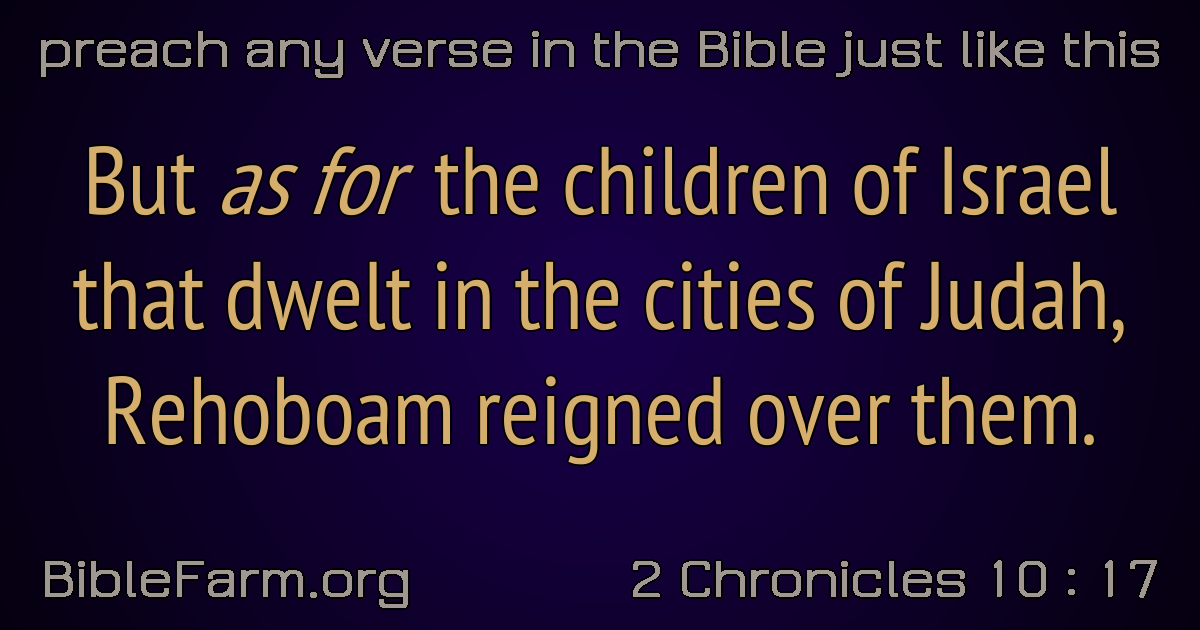 preach any verse in the Bible just like this
But as for the children of Israel
that dwelt in the cities of Judah,
Rehoboam reigned over them.
BibleFarm.org
2 Chronicles 10 : 17